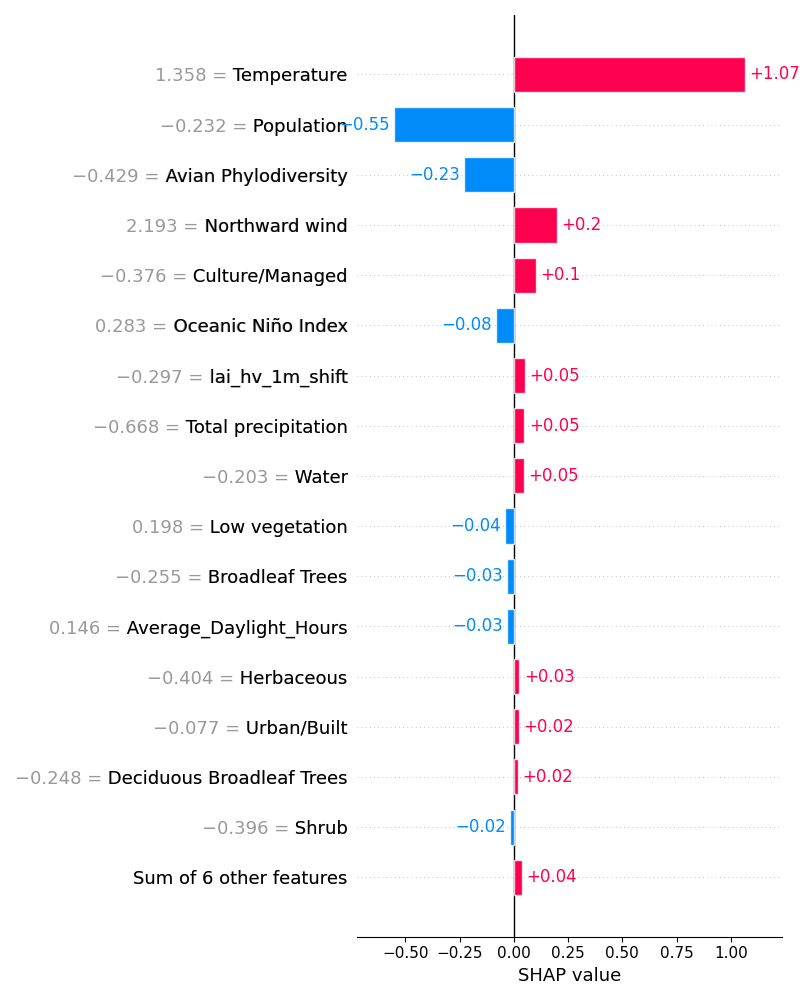 1.358 = Temperature +1.07
−0.232 = Population −0.55
−0.429 = Avian Phylodiversity −0.23
2.193 = Northward wind +0.2
−0.376 = Culture/Managed +0.1
0.283 = Oceanic Niño Index −0.08
−0.297 = lai_hv_1m_shift +0.05
−0.668 = Total precipitation +0.05
−0.203 = Water +0.05
0.198 = Low vegetation −0.04
−0.255 = Broadleaf Trees −0.03
0.146 = Average_Daylight_Hours −0.03
−0.404 = Herbaceous +0.03
−0.077 = Urban/Built +0.02
−0.248 = Deciduous Broadleaf Trees +0.02
−0.396 = Shrub −0.02
Sum of 6 other features +0.04
−0.50 −0.25 0.00 0.25 0.50 0.75 1.00
SHAP value